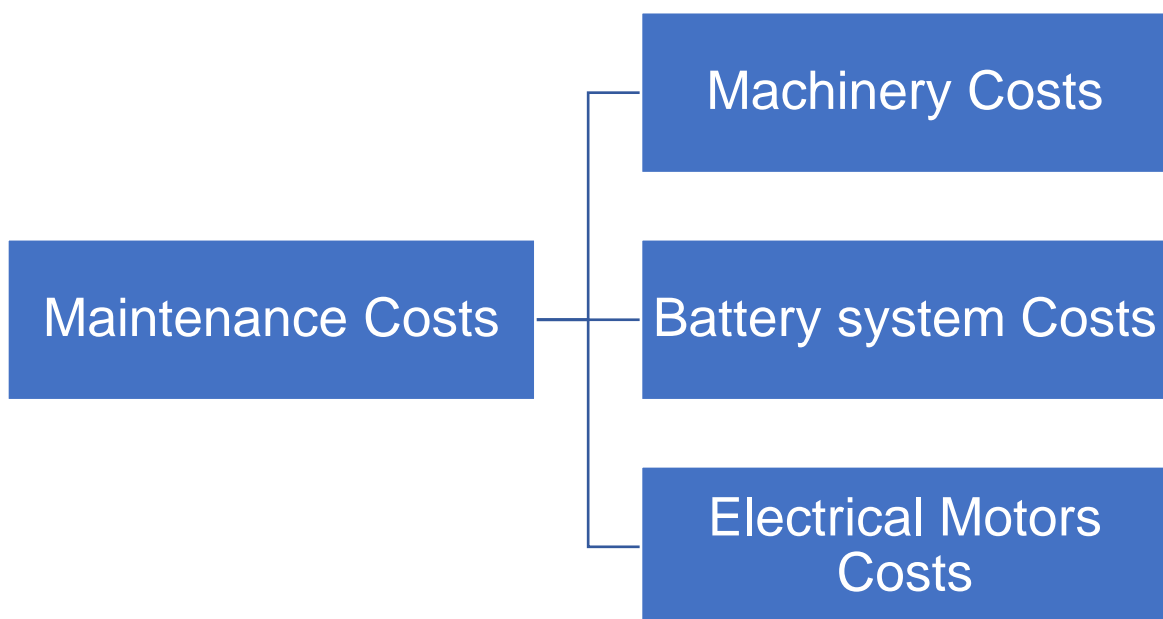 Machinery Costs
Maintenance Costs
Battery system Costs
Electrical Motors
Costs